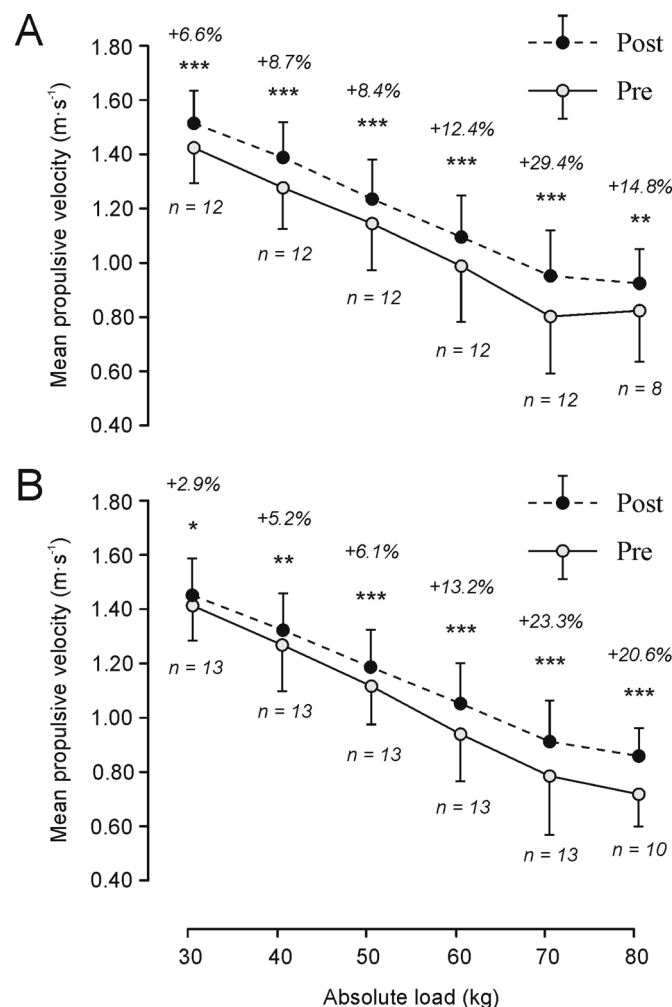 A
Mean propulsive velocity (m·s⁻¹)
1.80
1.60
1.40
1.20
1.00
0.80
0.60
0.40
Post
Pre
+6.6%
***
n = 12
+8.7%
***
n = 12
+8.4%
***
n = 12
+12.4%
***
n = 12
+29.4%
***
n = 12
+14.8%
**
n = 8
B
Mean propulsive velocity (m·s⁻¹)
1.80
1.60
1.40
1.20
1.00
0.80
0.60
0.40
Post
Pre
+2.9%
*
n = 13
+5.2%
**
n = 13
+6.1%
***
n = 13
+13.2%
***
n = 13
+23.3%
***
n = 13
+20.6%
***
n = 10
30 40 50 60 70 80
Absolute load (kg)